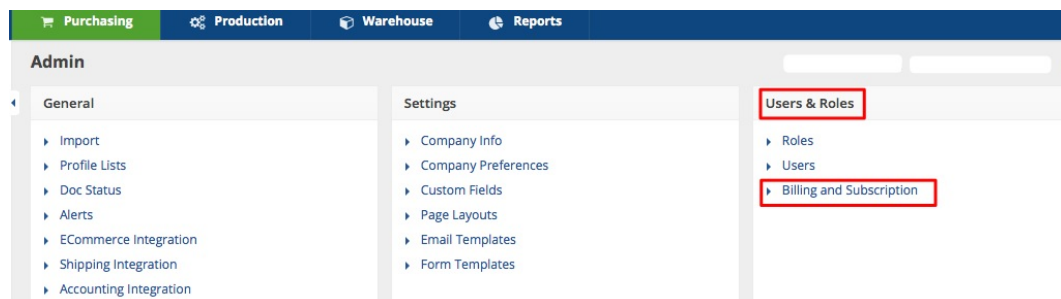 Purchasing Production Warehouse Reports
Admin
General
Import
Profile Lists
Doc Status
Alerts
ECommerce Integration
Shipping Integration
Accounting Integration
Settings
Company Info
Company Preferences
Custom Fields
Page Layouts
Email Templates
Form Templates
Users & Roles
Roles
Users
Billing and Subscription